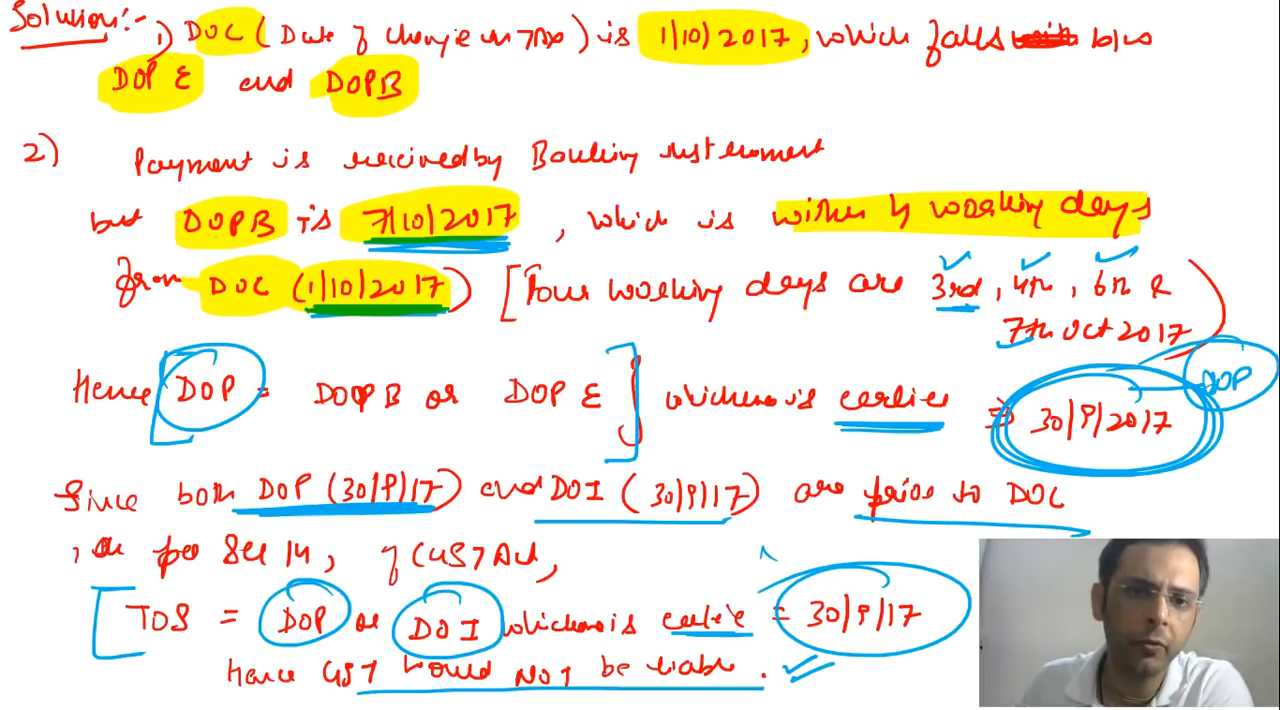 Solution:- 1) DOC (Date of change in Tax) is 1/10/2017, which falls b/w
DOPE and DOPB
2) Payment is received by Banking instrument
but DOPB is 7/10/2017, which is within 4 working days
from DOC (1/10/2017) [Four working days are 3rd, 4th, 6th &
7th Oct 2017)
Hence DOP = DOPB or DOPE] whichever is earlier ⇒ 30/9/2017 DOP
Since both DOP (30/9/17) and DOI (30/9/17) are prior to DOC
, as per Sec 14, of CGST Act,
TOS = DOP or DOI whichever is earlier = 30/9/17
Hence GST would NOT be liable.